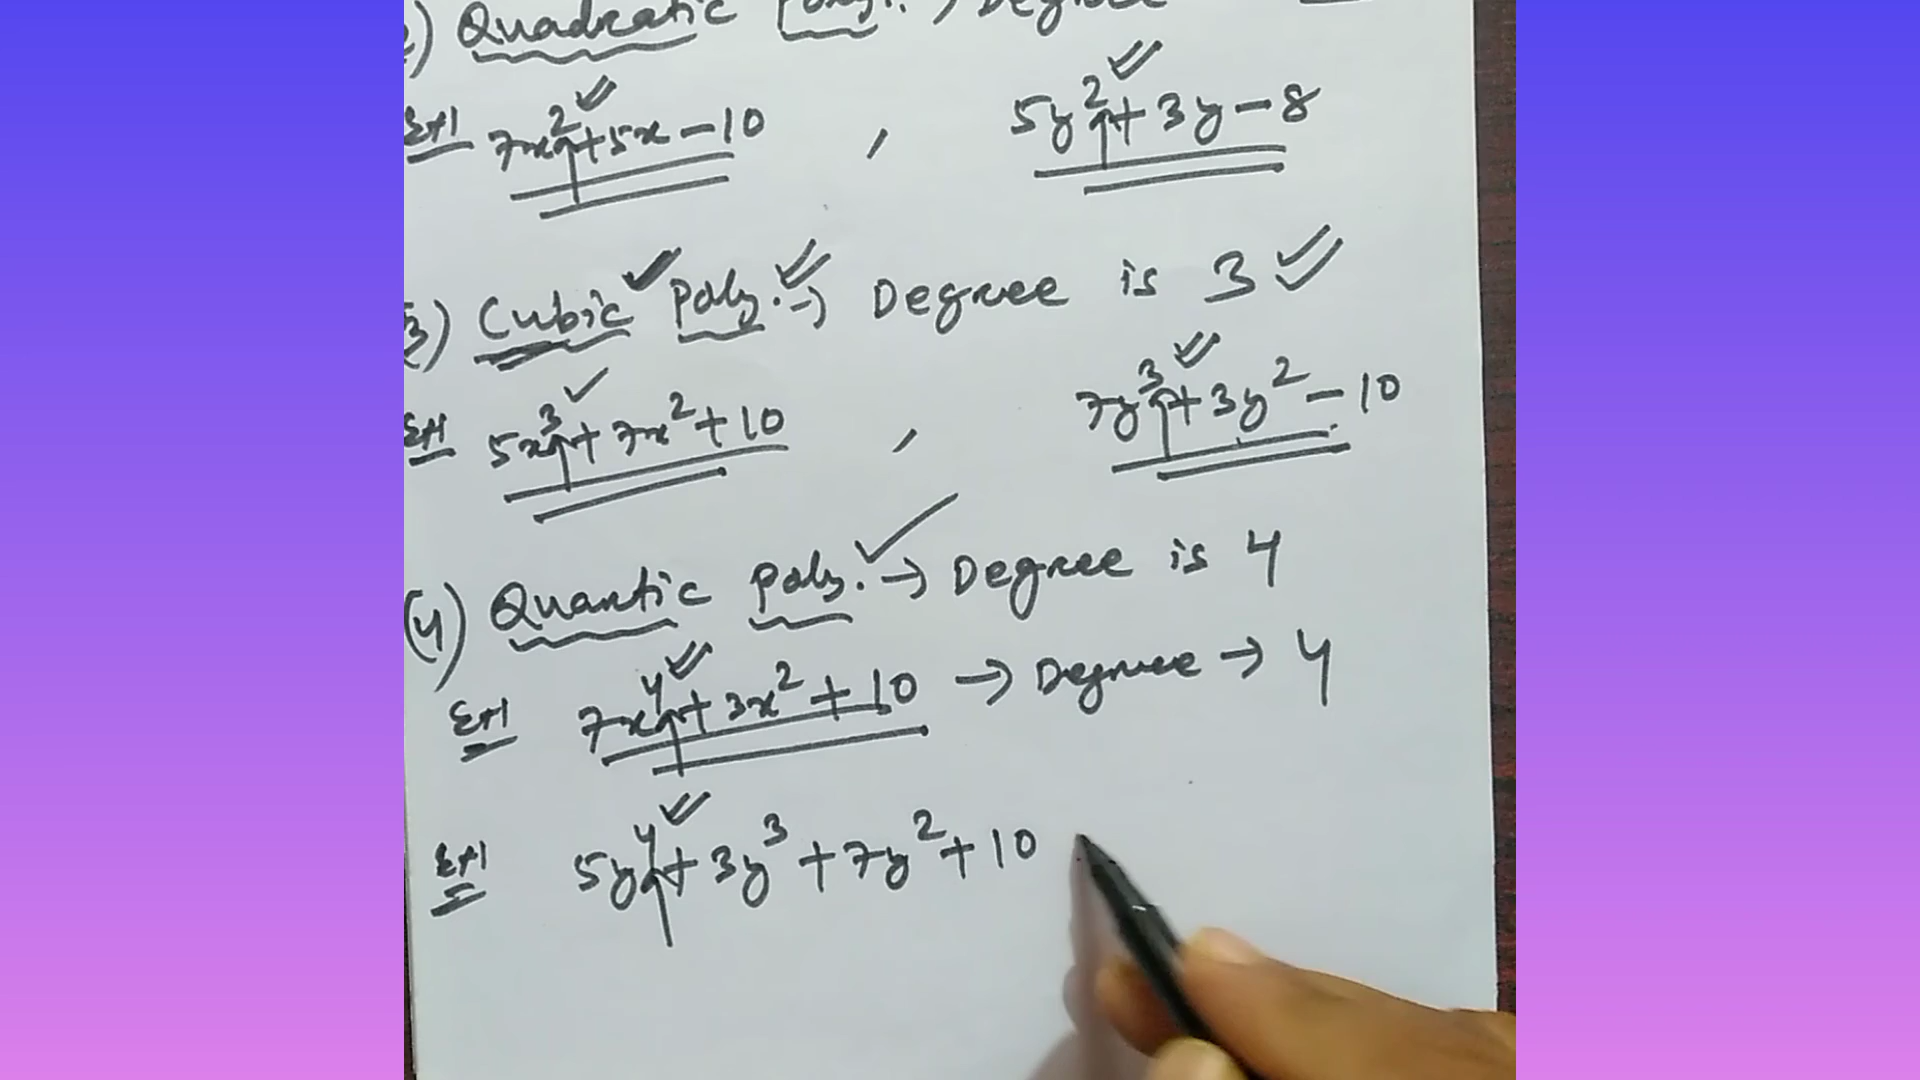 2) Quadratic Poly. → Degree
Ex:- 7x² + 5x - 10 , 5y² + 3y - 8
(3) Cubic Poly. → Degree is 3
Ex:- 5x³ + 7x² + 10 , 7y³ + 3y² - 10
(4) Quantic Poly. → Degree is 4
Ex:- 7x⁴ + 3x² + 10 → Degree → 4
Ex:- 5y⁴ + 3y³ + 7y² + 10